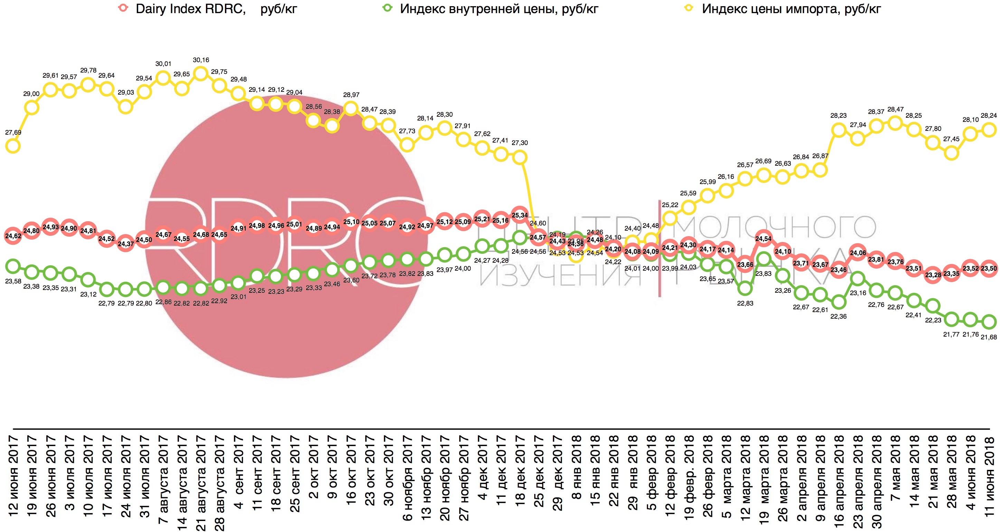 Dairy Index RDRC, руб/кг
Индекс внутренней цены, руб/кг
Индекс цены импорта, руб/кг
27,69 29,00 29,61 29,57 29,78 29,64 29,03 29,54 30,01 29,65 30,16 29,75 29,48 29,14 29,12 29,04 28,56 28,38 28,97 28,47 28,39 27,73 28,14 28,30 27,91 27,62 27,41 27,30 24,60 24,19 23,95 24,26 24,10 24,40 24,48 25,22 25,59 25,99 26,16 26,57 26,69 26,63 26,84 26,87 28,23 27,94 28,37 28,47 28,25 27,80 27,45 28,10 28,24
24,62 24,80 24,93 24,90 24,81 24,52 24,37 24,50 24,67 24,55 24,68 24,65 24,91 24,98 24,96 25,01 24,89 24,94 25,10 25,05 25,07 24,92 24,97 25,12 25,09 25,21 25,16 25,34 24,57 24,43 24,36 24,48 24,20 24,08 24,09 24,21 24,30 24,17 24,14 23,66 24,54 24,10 23,71 23,67 23,46 24,06 23,81 23,76 23,51 23,28 23,35 23,52 23,50
23,58 23,38 23,35 23,31 23,12 22,79 22,79 22,80 22,86 22,82 22,82 22,92 23,01 23,25 23,23 23,29 23,33 23,46 23,60 23,72 23,78 23,82 23,83 23,97 24,00 24,27 24,28 24,56 24,56 24,53 24,53 24,54 24,22 24,01 24,00 23,99 24,03 23,65 23,57 22,83 23,83 23,26 22,67 22,61 22,36 23,16 22,76 22,67 22,41 22,23 21,77 21,76 21,68
RDRC
ЦЕНТР
ИЗУЧЕНИЯ
МОЛОЧНОГО
РЫНКА
12 июня 2017
19 июня 2017
26 июня 2017
3 июля 2017
10 июля 2017
17 июля 2017
24 июля 2017
31 июля 2017
7 августа 2017
14 августа 2017
21 августа 2017
28 августа 2017
4 сент 2017
11 сент 2017
18 сент 2017
25 сент 2017
2 окт 2017
9 окт 2017
16 окт 2017
23 окт 2017
30 окт 2017
6 ноября 2017
13 ноябр 2017
20 ноябр 2017
27 ноябр 2017
4 дек 2017
11 дек 2017
18 дек 2017
25 дек 2017
29 дек 2017
8 янв 2018
15 янв 2018
22 янв 2018
29 янв 2018
5 февр 2018
12 февр 2018
19 февр. 2018
26 февр 2018
5 марта 2018
12 марта 2018
19 марта 2018
26 марта 2018
2 апреля 2018
9 апреля 2018
16 апреля 2018
23 апреля 2018
30 апреля 2018
7 мая 2018
14 мая 2018
21 мая 2018
28 мая 2018
4 июня 2018
11 июня 2018